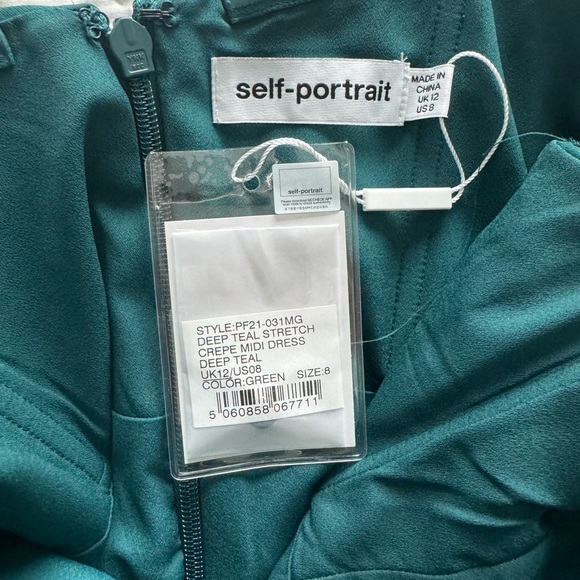 self-portrait
MADE IN
CHINA
UK 12
US 8
self-portrait
STYLE:PF21-031MG
DEEP TEAL STRETCH
CREPE MIDI DRESS
DEEP TEAL
UK12/US08
COLOR:GREEN SIZE:8
5 060858 067711